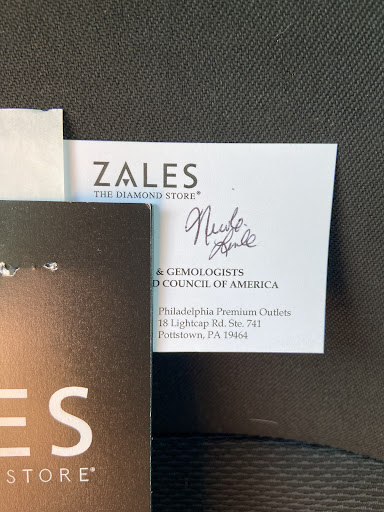 ZALES
THE DIAMOND STORE®
& GEMOLOGISTS
D COUNCIL OF AMERICA
Philadelphia Premium Outlets
18 Lightcap Rd. Ste. 741
Pottstown, PA 19464
ES
STORE®